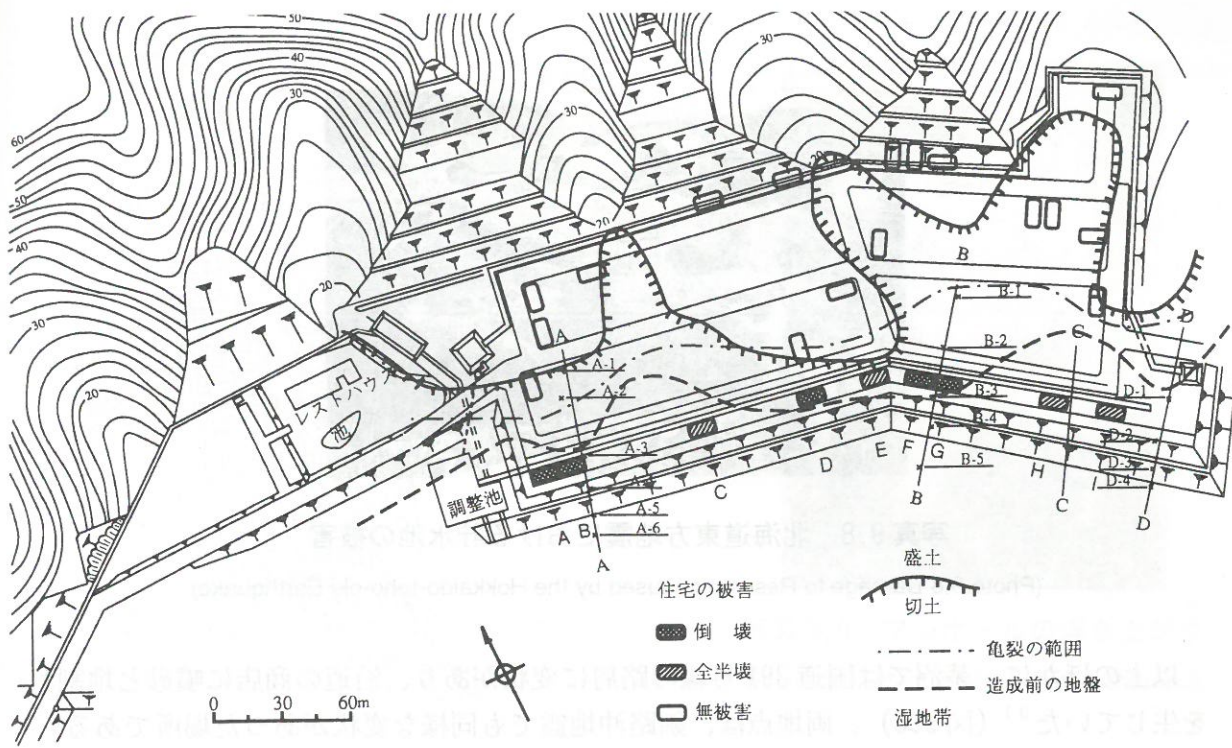 50
50
40
30
30
20
30
20
60
50
40
30
20
20
20
レストハウス
池
調整池
A
A-1
A-2
A-3
A-5
A-6
A
B
A
C
D
E
F
G
H
I
B
B-1
B-2
B-3
B-4
B-5
B
C
C
D
D-1
D-2
D-3
D-4
D
0 30 60m
住宅の被害
倒 壊
全半壊
無被害
盛土
切土
亀裂の範囲
造成前の地盤
湿地帯